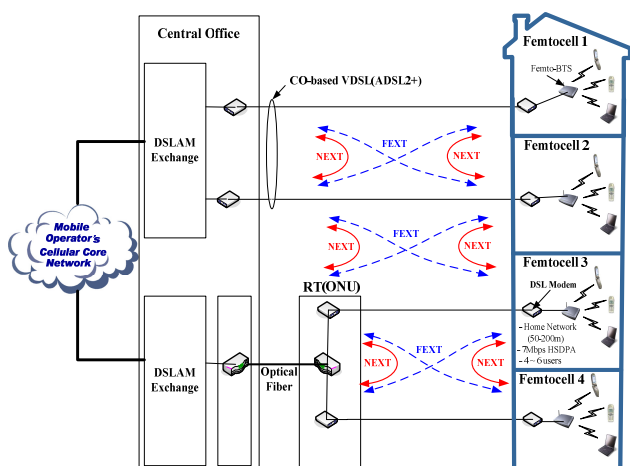 Central Office
Femtocell 1
Femto-BTS
CO-based VDSL(ADSL2+)
DSLAM
Exchange
FEXT
NEXT
NEXT
Femtocell 2
Mobile
Operator's
Cellular Core
Network
FEXT
NEXT
NEXT
Femtocell 3
DSL Modem
RT(ONU)
- Home Network
(50-200m)
- 7Mbps HSDPA
- 4~6users
DSLAM
Exchange
Optical
Fiber
FEXT
NEXT
NEXT
Femtocell 4